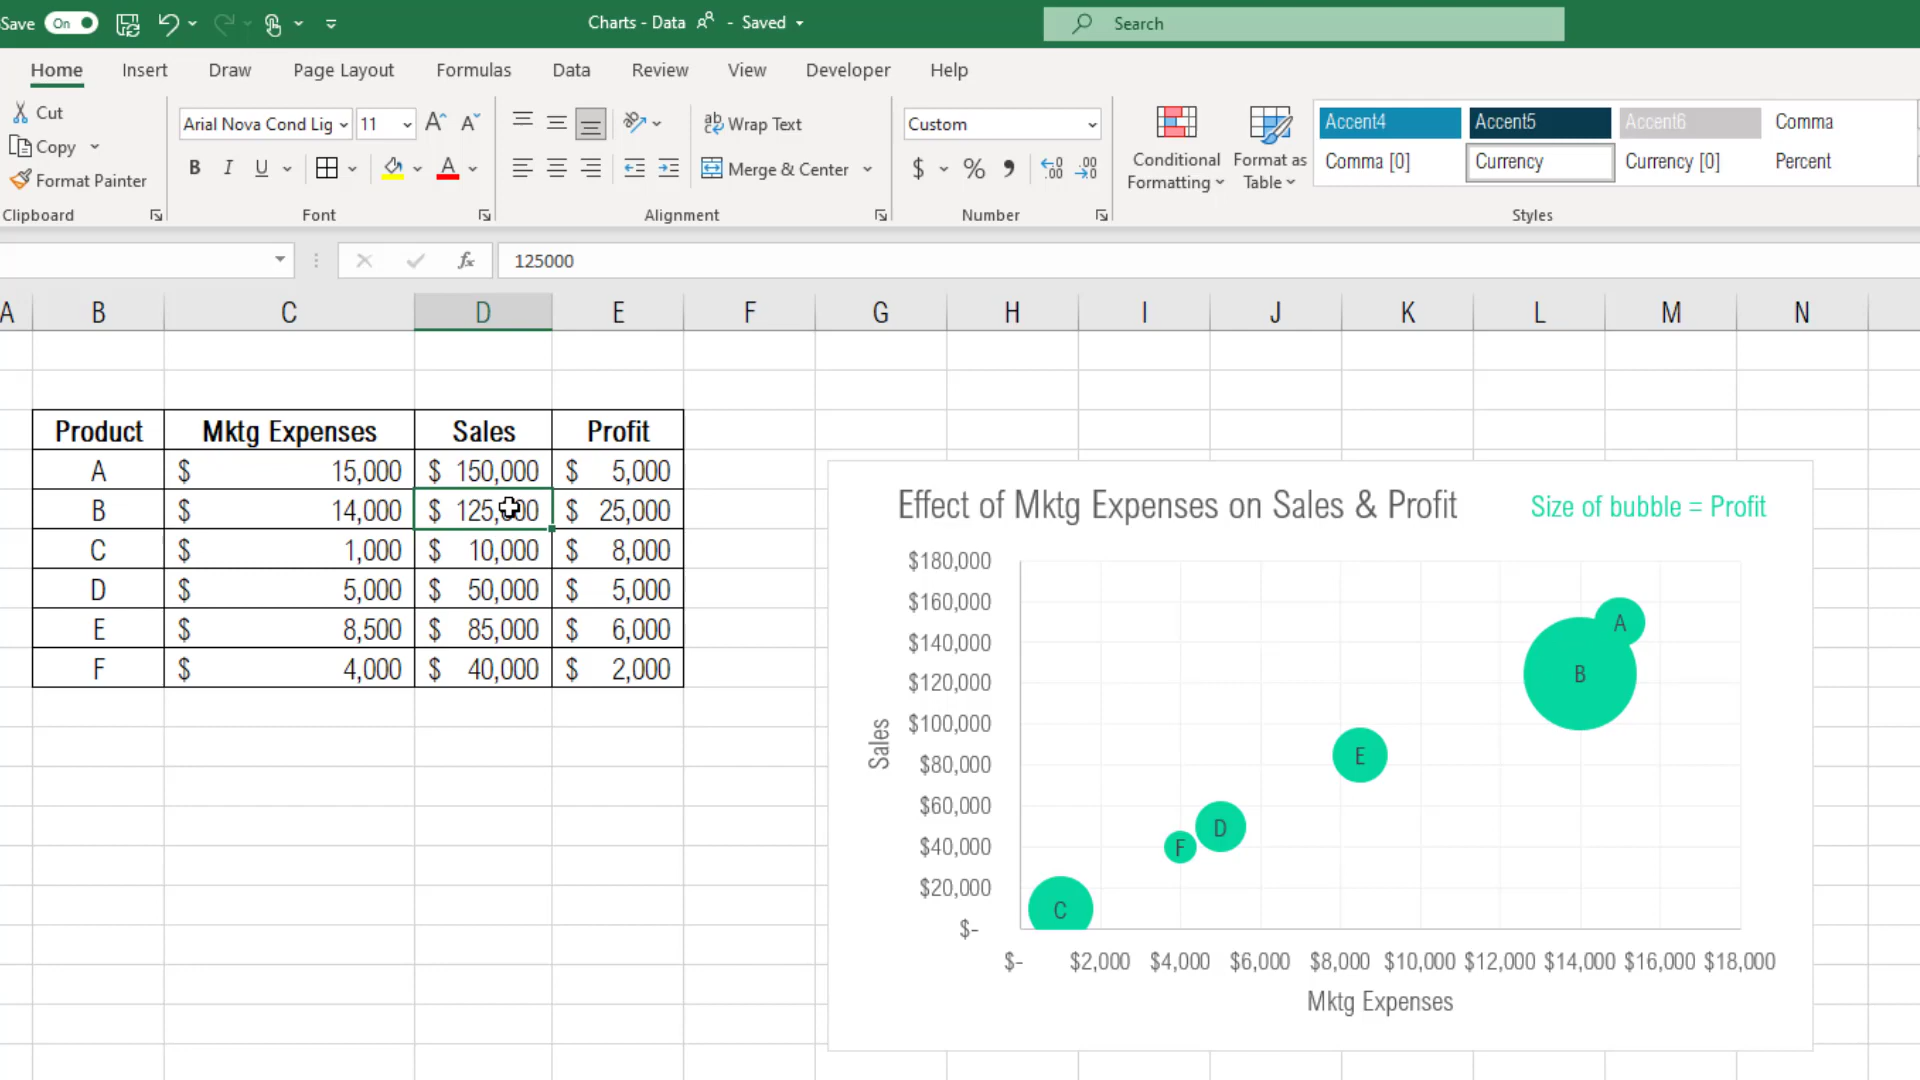 Save On Charts - Data - Saved Search
Home Insert Draw Page Layout Formulas Data Review View Developer Help
Cut
Copy
Format Painter
Clipboard
Arial Nova Cond Lig 11 A A
B I U A
Font
ab Wrap Text
Merge & Center
Alignment
Custom
$ % , .00 .00
Number
Conditional Formatting
Format as Table
Accent4 Accent5 Accent6 Comma
Comma [0] Currency Currency [0] Percent
Styles
fx 125000
A B C D E F G H I J K L M N
Product Mktg Expenses Sales Profit
A $ 15,000 $ 150,000 $ 5,000
B $ 14,000 $ 125,000 $ 25,000
C $ 1,000 $ 10,000 $ 8,000
D $ 5,000 $ 50,000 $ 5,000
E $ 8,500 $ 85,000 $ 6,000
F $ 4,000 $ 40,000 $ 2,000
Effect of Mktg Expenses on Sales & Profit
Size of bubble = Profit
Sales
$180,000
$160,000
$140,000
$120,000
$100,000
$80,000
$60,000
$40,000
$20,000
$-
A
B
E
D
F
C
$- $2,000 $4,000 $6,000 $8,000 $10,000 $12,000 $14,000 $16,000 $18,000
Mktg Expenses